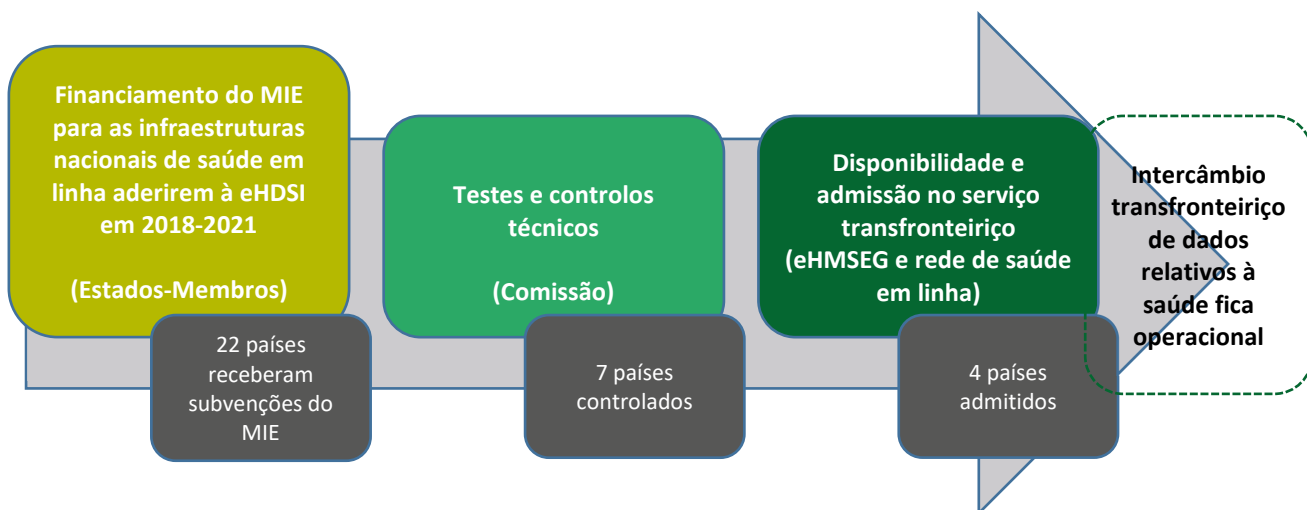 Financiamento do MIE
para as infraestruturas
nacionais de saúde em
linha aderirem à eHDSI
em 2018-2021
(Estados-Membros)
22 países
receberam
subvenções do
MIE
Testes e controlos
técnicos
(Comissão)
7 países
controlados
Disponibilidade e
admissão no serviço
transfronteiriço
(eHMSEG e rede de saúde
em linha)
4 países
admitidos
Intercâmbio
transfronteiriço
de dados
relativos à
saúde fica
operacional